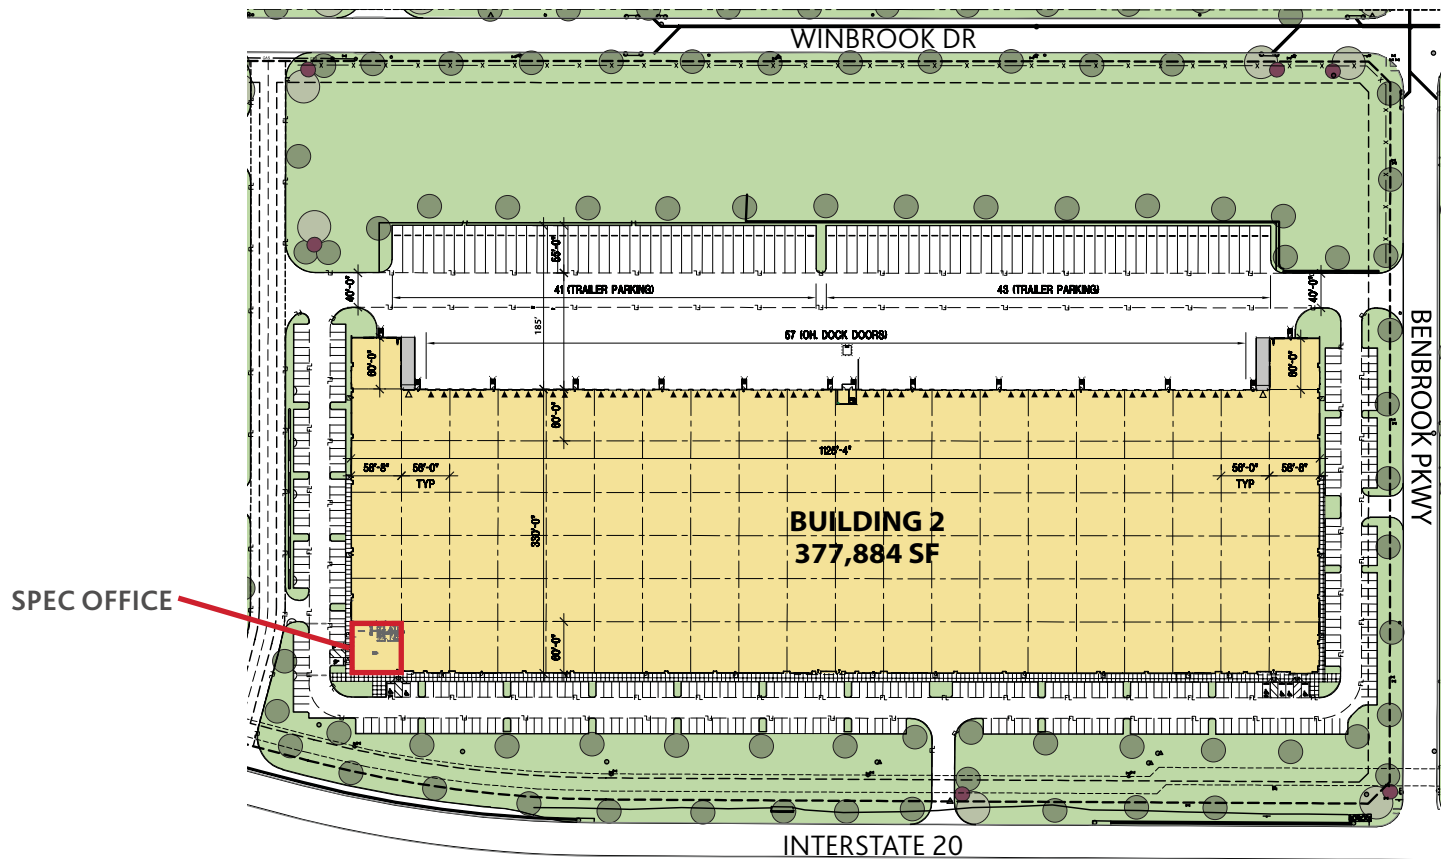 WINBROOK DR
55'-0"
40'-0"
41 (TRAILER PARKING)
43 (TRAILER PARKING)
40'-0"
185'
57 (OH. DOCK DOORS)
60'-0"
60'-0"
60'-0"
1126'-4"
56'-8"
56'-0"
TYP
56'-0"
56'-8"
TYP
330'-0"
BUILDING 2
377,884 SF
BENBROOK PKWY
SPEC OFFICE
60'-0"
INTERSTATE 20